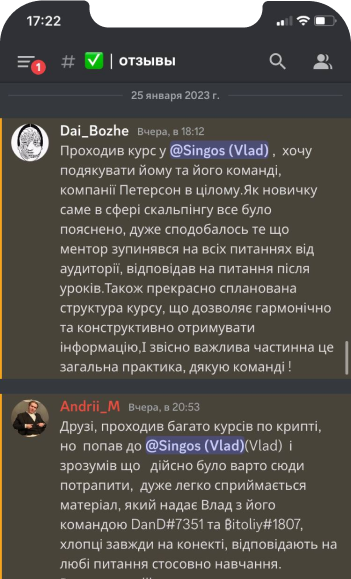 17:22
1
# ✅ | отзывы
25 января 2023 г.
Dai_Bozhe Вчера, в 18:12
Проходив курс у @Singos (Vlad) , хочу
подякувати йому та його команді,
компанії Петерсон в цілому.Як новичку
саме в сфері скальпінгу все було
пояснено, дуже сподобалось те що
ментор зупинявся на всіх питаннях від
аудиторії, відповідав на питання після
уроків.Також прекрасно спланована
структура курсу, що дозволяє гармонічно
та конструктивно отримувати
інформацію,І звісно важлива частинна це
загальна практика, дякую команді !
Andrii_M Вчера, в 20:53
Друзі, проходив багато курсів по крипті,
но попав до @Singos (Vlad)(Vlad) і
зрозумів що дійсно було варто сюди
потрапити, дуже легко сприймається
матеріал, який надає Влад з його
командою DanD#7351 та ₿itoliy#1807,
хлопці завжди на конекті, відповідають на
любі питання стосовно навчання.